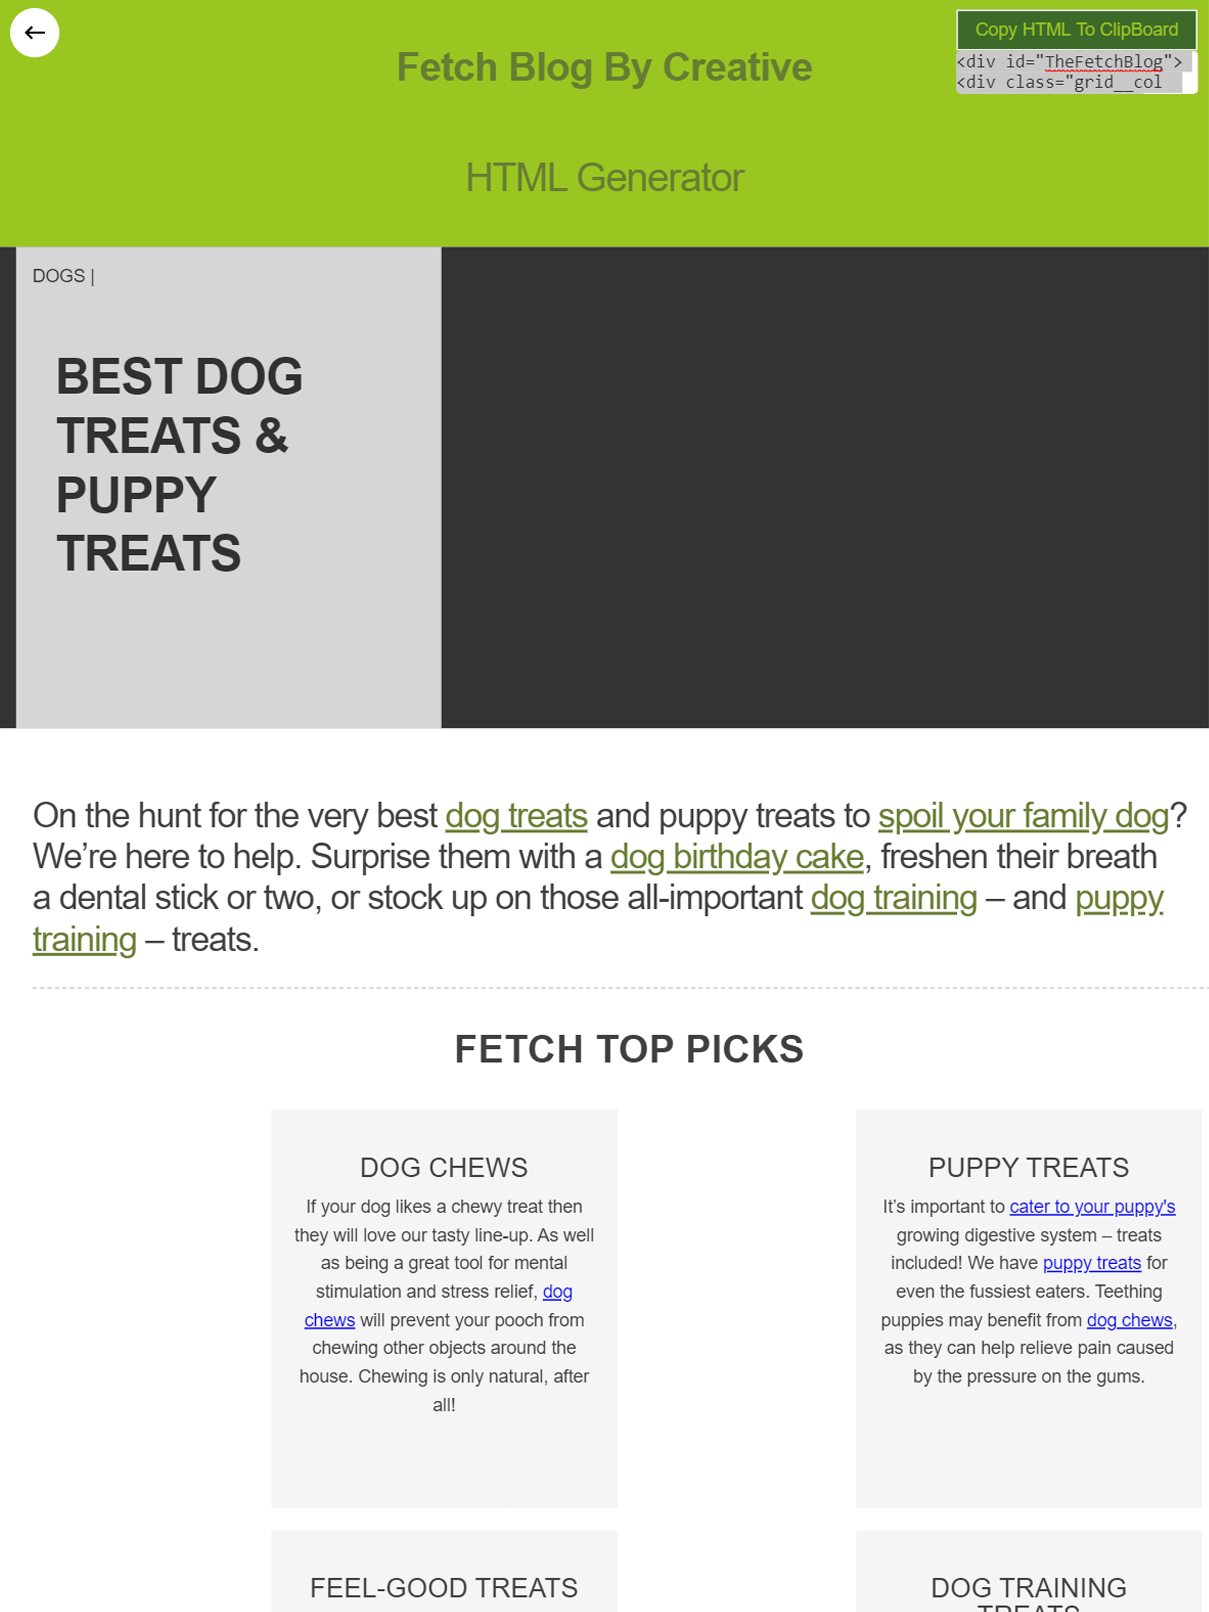 Copy HTML To ClipBoard
<div id="TheFetchBlog">
<div class="grid__col
Fetch Blog By Creative
HTML Generator
DOGS |
BEST DOG
TREATS &
PUPPY
TREATS
On the hunt for the very best dog treats and puppy treats to spoil your family dog?
We’re here to help. Surprise them with a dog birthday cake, freshen their breath
a dental stick or two, or stock up on those all-important dog training – and puppy
training – treats.
FETCH TOP PICKS
DOG CHEWS
If your dog likes a chewy treat then
they will love our tasty line-up. As well
as being a great tool for mental
stimulation and stress relief, dog
chews will prevent your pooch from
chewing other objects around the
house. Chewing is only natural, after
all!
PUPPY TREATS
It’s important to cater to your puppy's
growing digestive system – treats
included! We have puppy treats for
even the fussiest eaters. Teething
puppies may benefit from dog chews,
as they can help relieve pain caused
by the pressure on the gums.
FEEL-GOOD TREATS
DOG TRAINING
TREATS